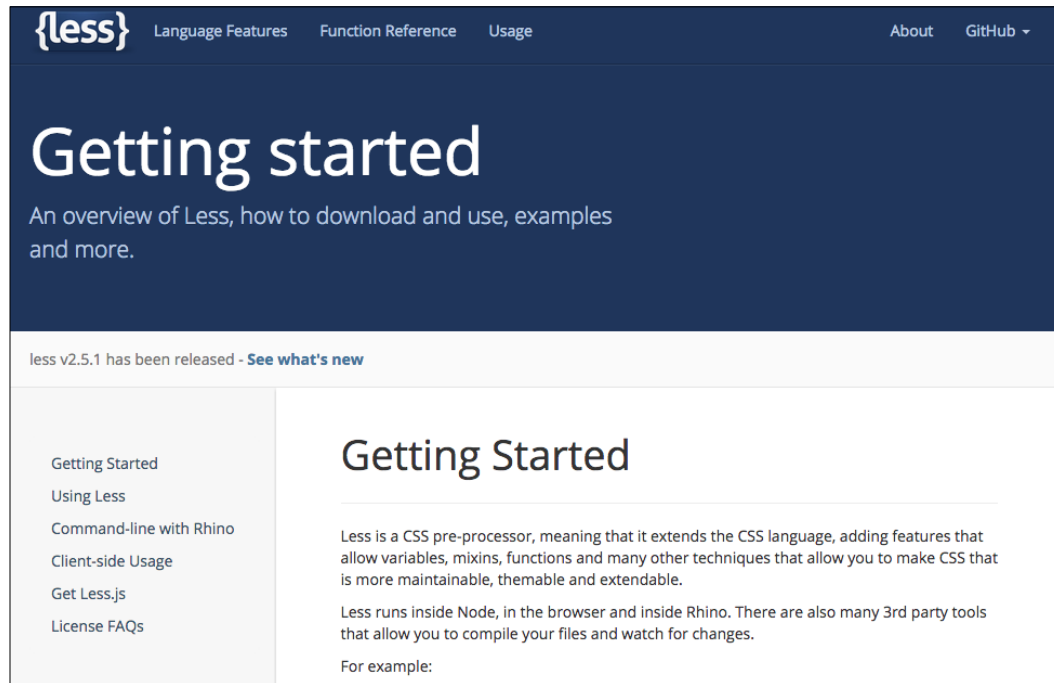 {less} Language Features Function Reference Usage About GitHub
Getting started
An overview of Less, how to download and use, examples
and more.
less v2.5.1 has been released - See what's new
Getting Started
Using Less
Command-line with Rhino
Client-side Usage
Get Less.js
License FAQs
Getting Started
Less is a CSS pre-processor, meaning that it extends the CSS language, adding features that
allow variables, mixins, functions and many other techniques that allow you to make CSS that
is more maintainable, themable and extendable.
Less runs inside Node, in the browser and inside Rhino. There are also many 3rd party tools
that allow you to compile your files and watch for changes.
For example: